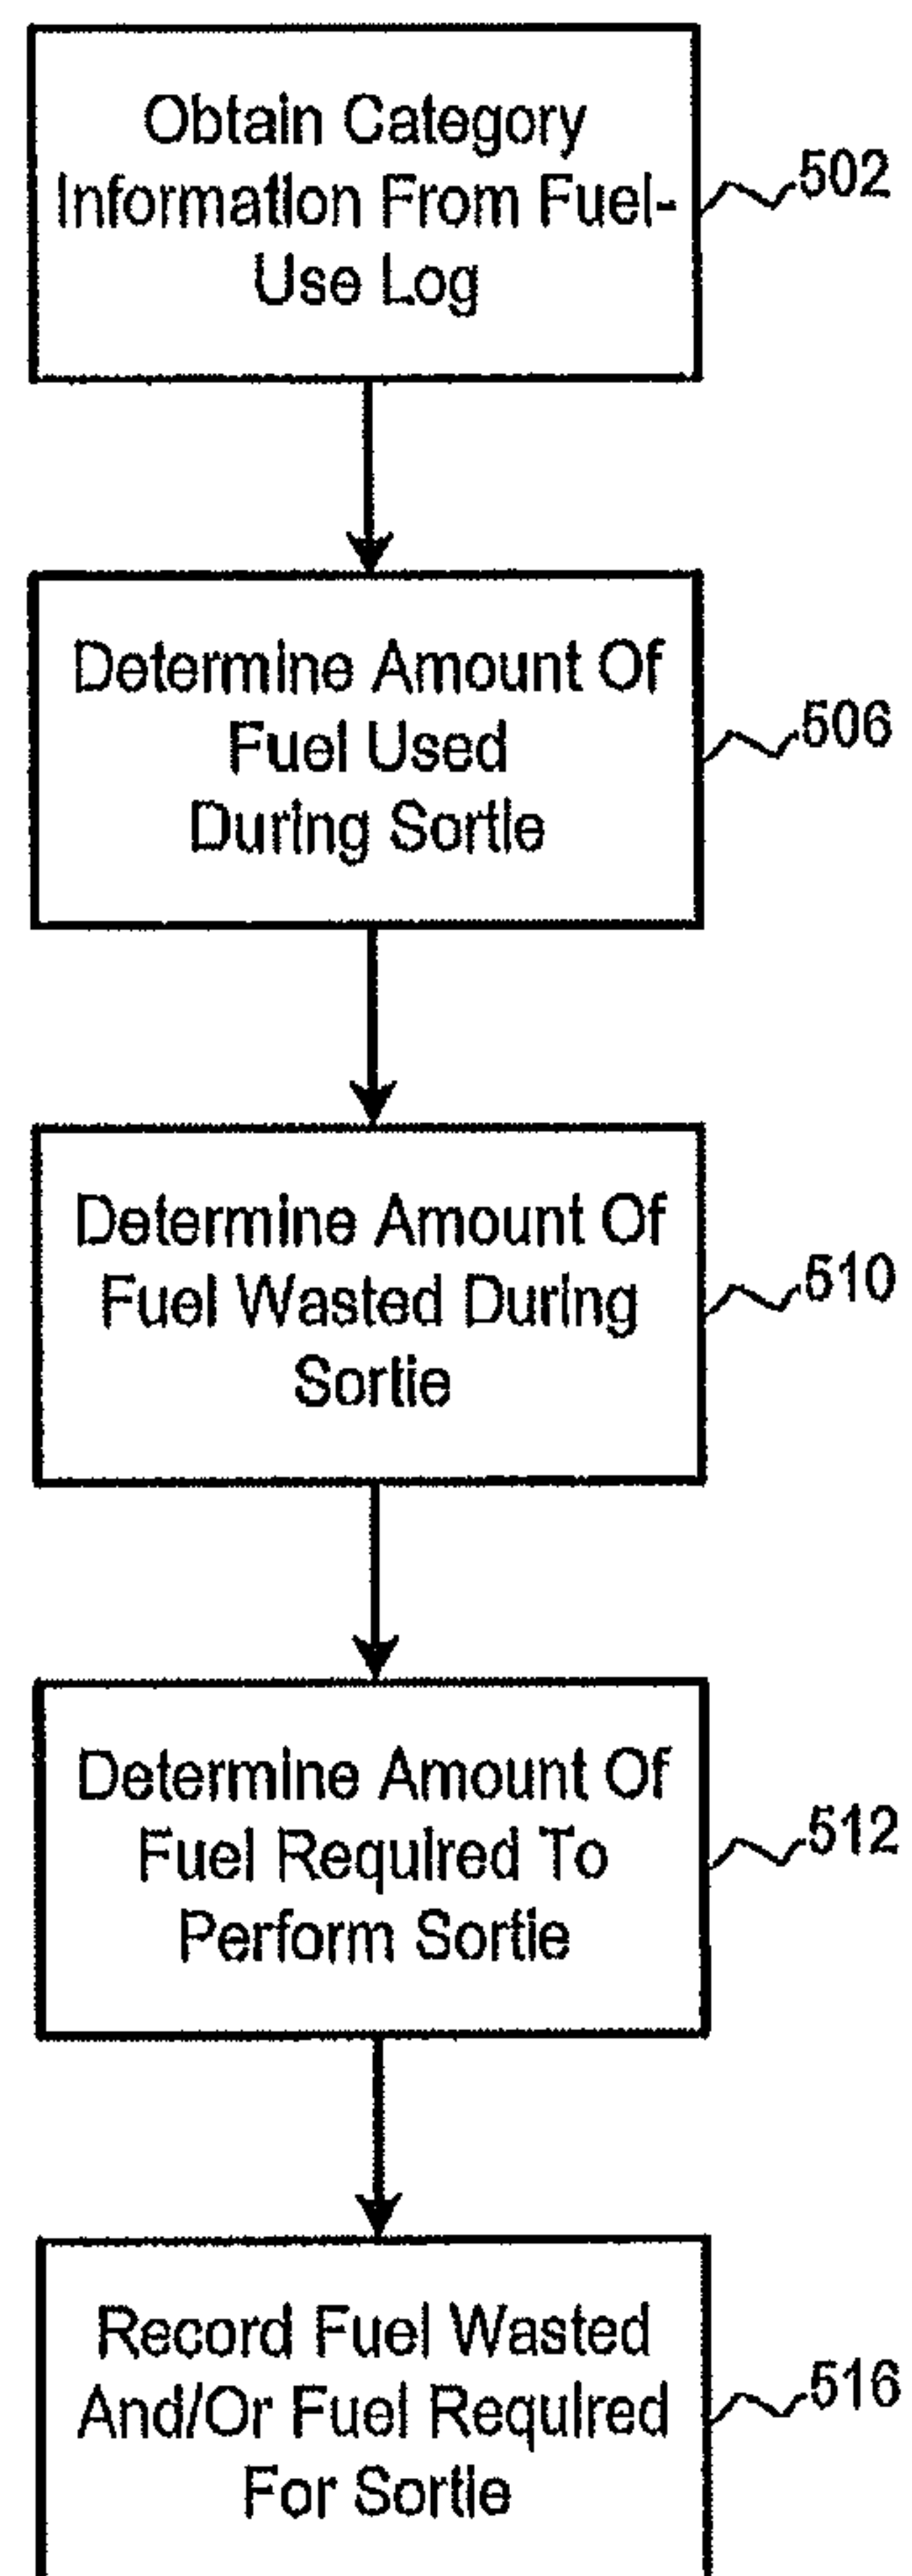 Obtain Category
Information From Fuel-
Use Log
502
Determine Amount Of
Fuel Used
During Sortie
506
Determine Amount Of
Fuel Wasted During
Sortie
510
Determine Amount Of
Fuel Required To
Perform Sortie
512
Record Fuel Wasted
And/Or Fuel Required
For Sortie
516